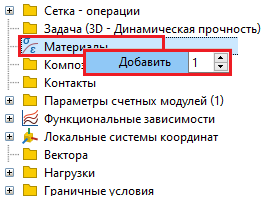 Сетка - операции
Задача (3D - Динамическая прочность)
Материалы
Добавить 1
Контакты
Параметры счетных модулей (1)
Функциональные зависимости
Локальные системы координат
Вектора
Нагрузки
Граничные условия